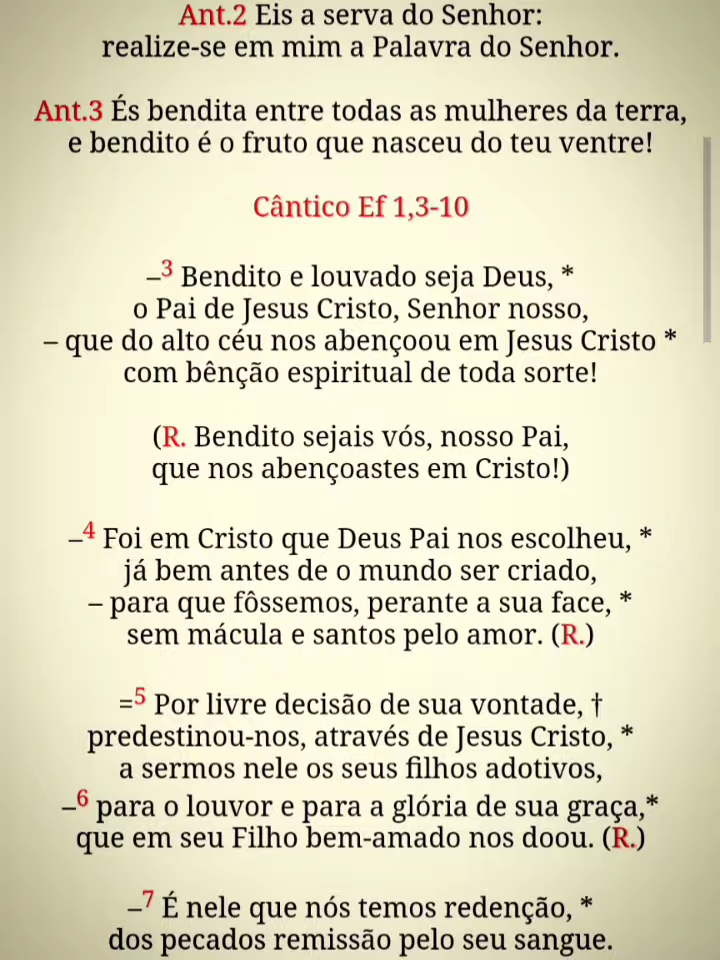 Ant.2 Eis a serva do Senhor:
realize-se em mim a Palavra do Senhor.
Ant.3 És bendita entre todas as mulheres da terra,
e bendito é o fruto que nasceu do teu ventre!
Cântico Ef 1,3-10
–3 Bendito e louvado seja Deus, *
o Pai de Jesus Cristo, Senhor nosso,
– que do alto céu nos abençoou em Jesus Cristo *
com bênção espiritual de toda sorte!
(R. Bendito sejais vós, nosso Pai,
que nos abençoastes em Cristo!)
–4 Foi em Cristo que Deus Pai nos escolheu, *
já bem antes de o mundo ser criado,
– para que fôssemos, perante a sua face, *
sem mácula e santos pelo amor. (R.)
=5 Por livre decisão de sua vontade, †
predestinou-nos, através de Jesus Cristo, *
a sermos nele os seus filhos adotivos,
–6 para o louvor e para a glória de sua graça,*
que em seu Filho bem-amado nos doou. (R.)
–7 É nele que nós temos redenção, *
dos pecados remissão pelo seu sangue.